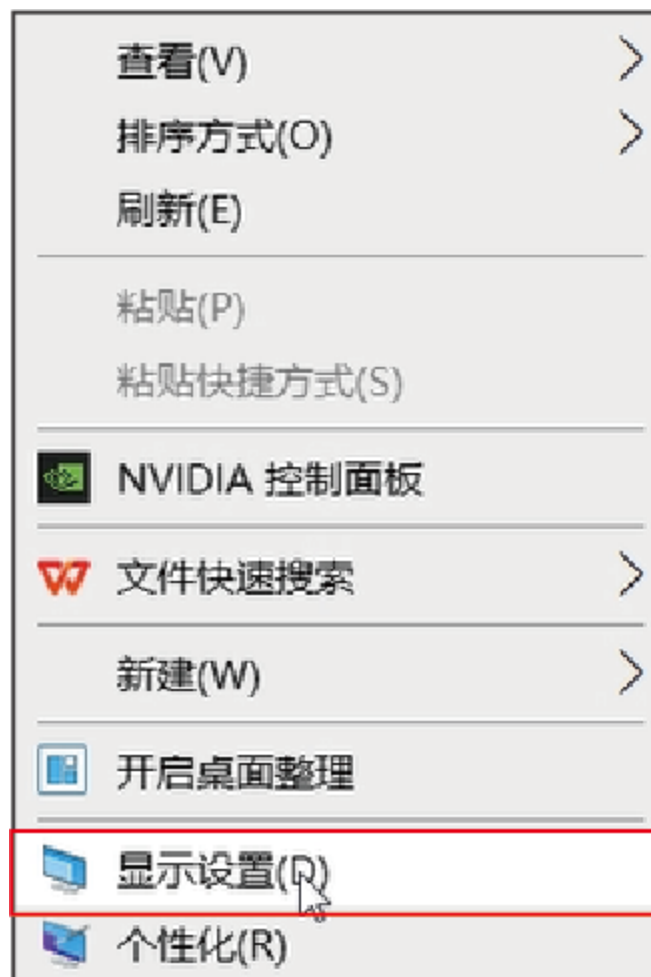 查看(V)
排序方式(O)
刷新(E)
粘贴(P)
粘贴快捷方式(S)
NVIDIA 控制面板
文件快速搜索
新建(W)
开启桌面整理
显示设置(D)
个性化(R)